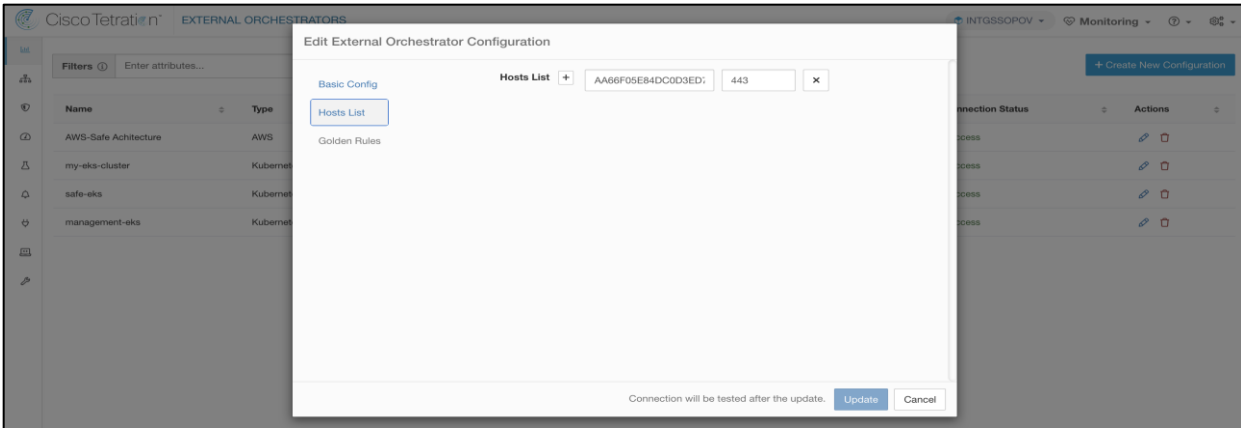 Cisco Tetration EXTERNAL ORCHESTRATORS INTGSSOPOV Monitoring
Edit External Orchestrator Configuration
Filters Enter attributes...
+ Create New Configuration
Basic Config
Hosts List + AA66F05E84DC0D3ED 443 ×
Hosts List
Golden Rules
Name Type nnection Status Actions
AWS-Safe Achitecture AWS ccess
my-eks-cluster Kubernet ccess
safe-eks Kubernet ccess
management-eks Kubernet ccess
Connection will be tested after the update. Update Cancel